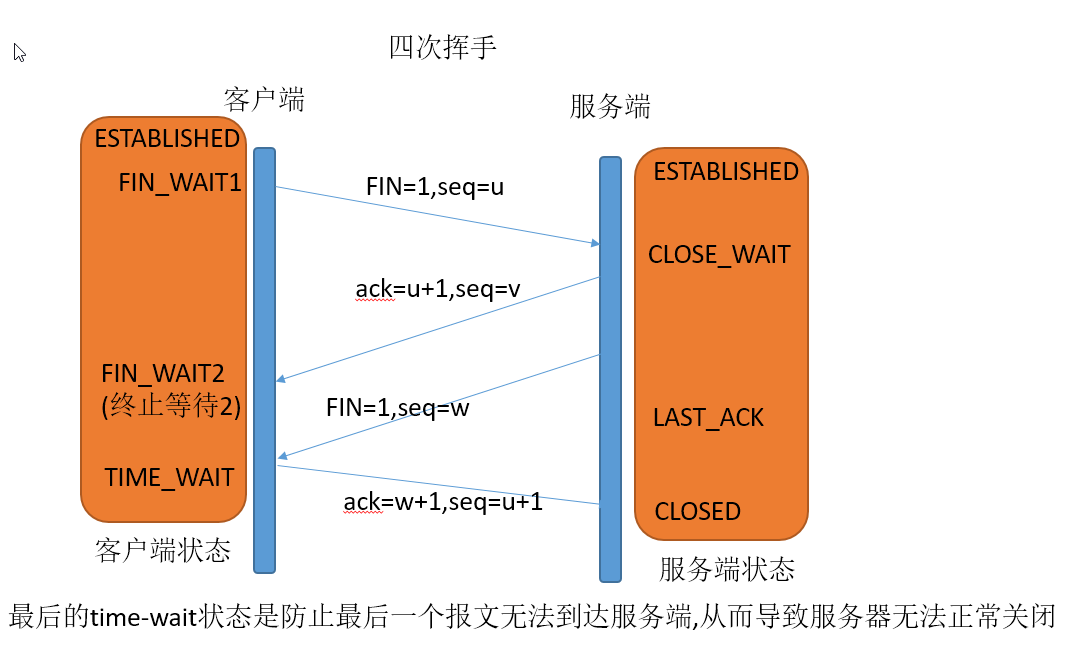 四次挥手
客户端
服务端
ESTABLISHED
FIN_WAIT1
FIN=1,seq=u
ESTABLISHED
CLOSE_WAIT
ack=u+1,seq=v
FIN_WAIT2
(终止等待2)
FIN=1,seq=w
LAST_ACK
TIME_WAIT
ack=w+1,seq=u+1
CLOSED
客户端状态
服务端状态
最后的time-wait状态是防止最后一个报文无法到达服务端,从而导致服务器无法正常关闭